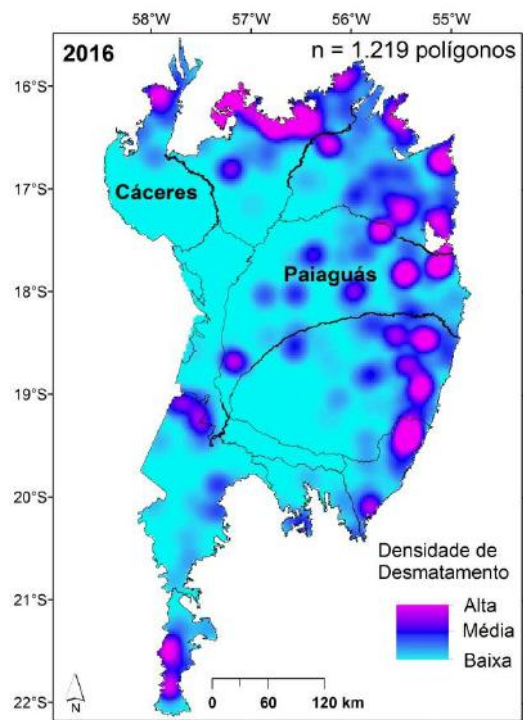 58°W 57°W 56°W 55°W
2016 n = 1.219 polígonos
16°S
17°S
Cáceres
Paiaguás
18°S
19°S
20°S
Densidade de
Desmatamento
21°S
Alta
Média
Baixa
22°S
N
0 60 120 km